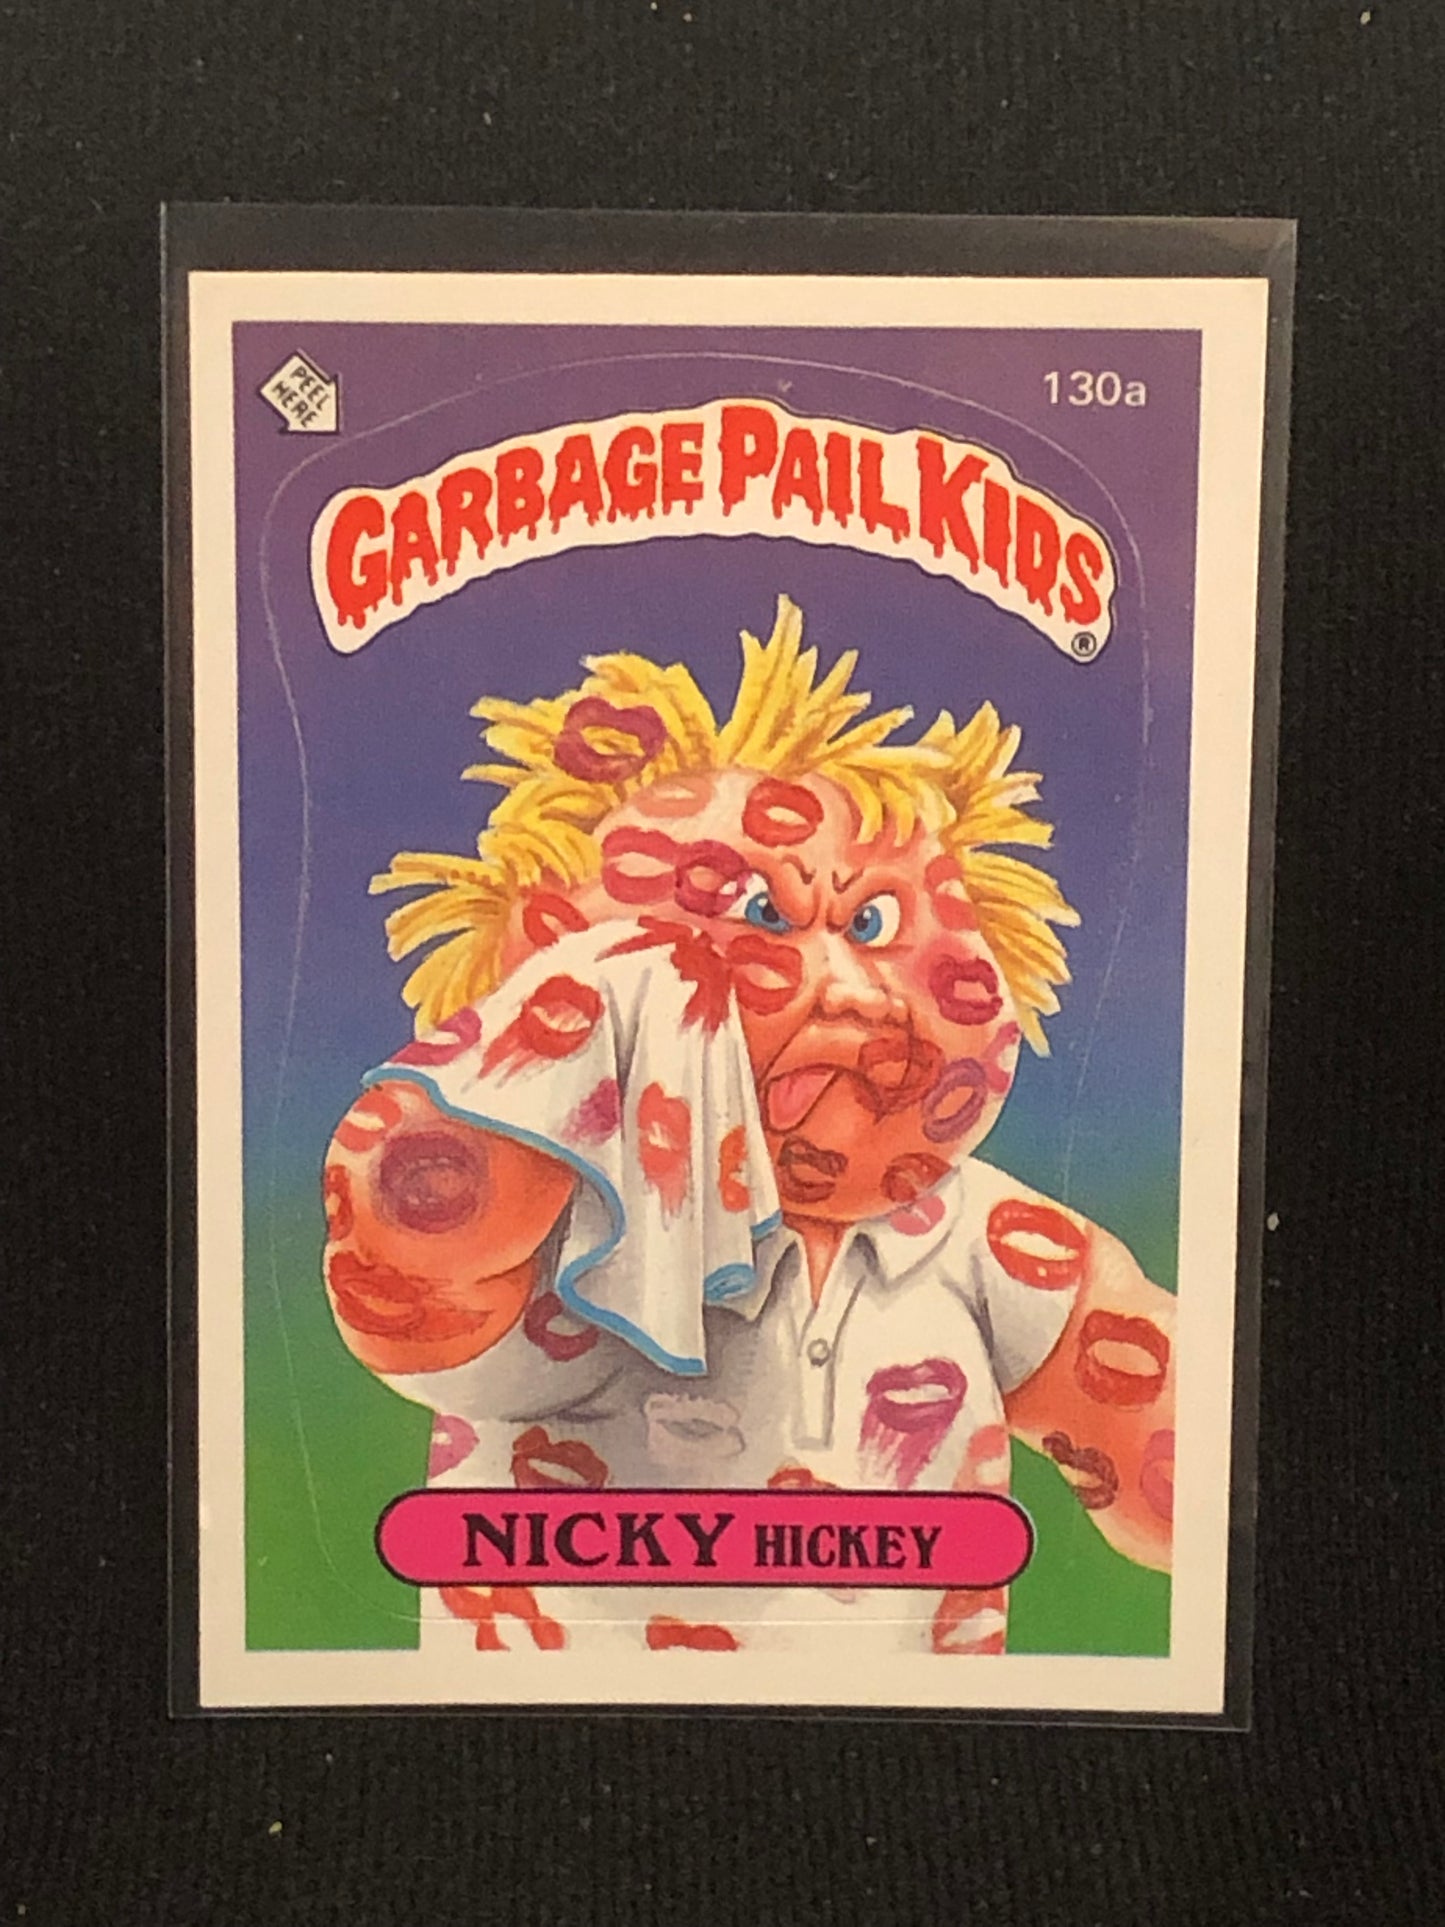 PEEL
HERE
130a
GARBAGE PAIL KIDS
®
NICKY HICKEY